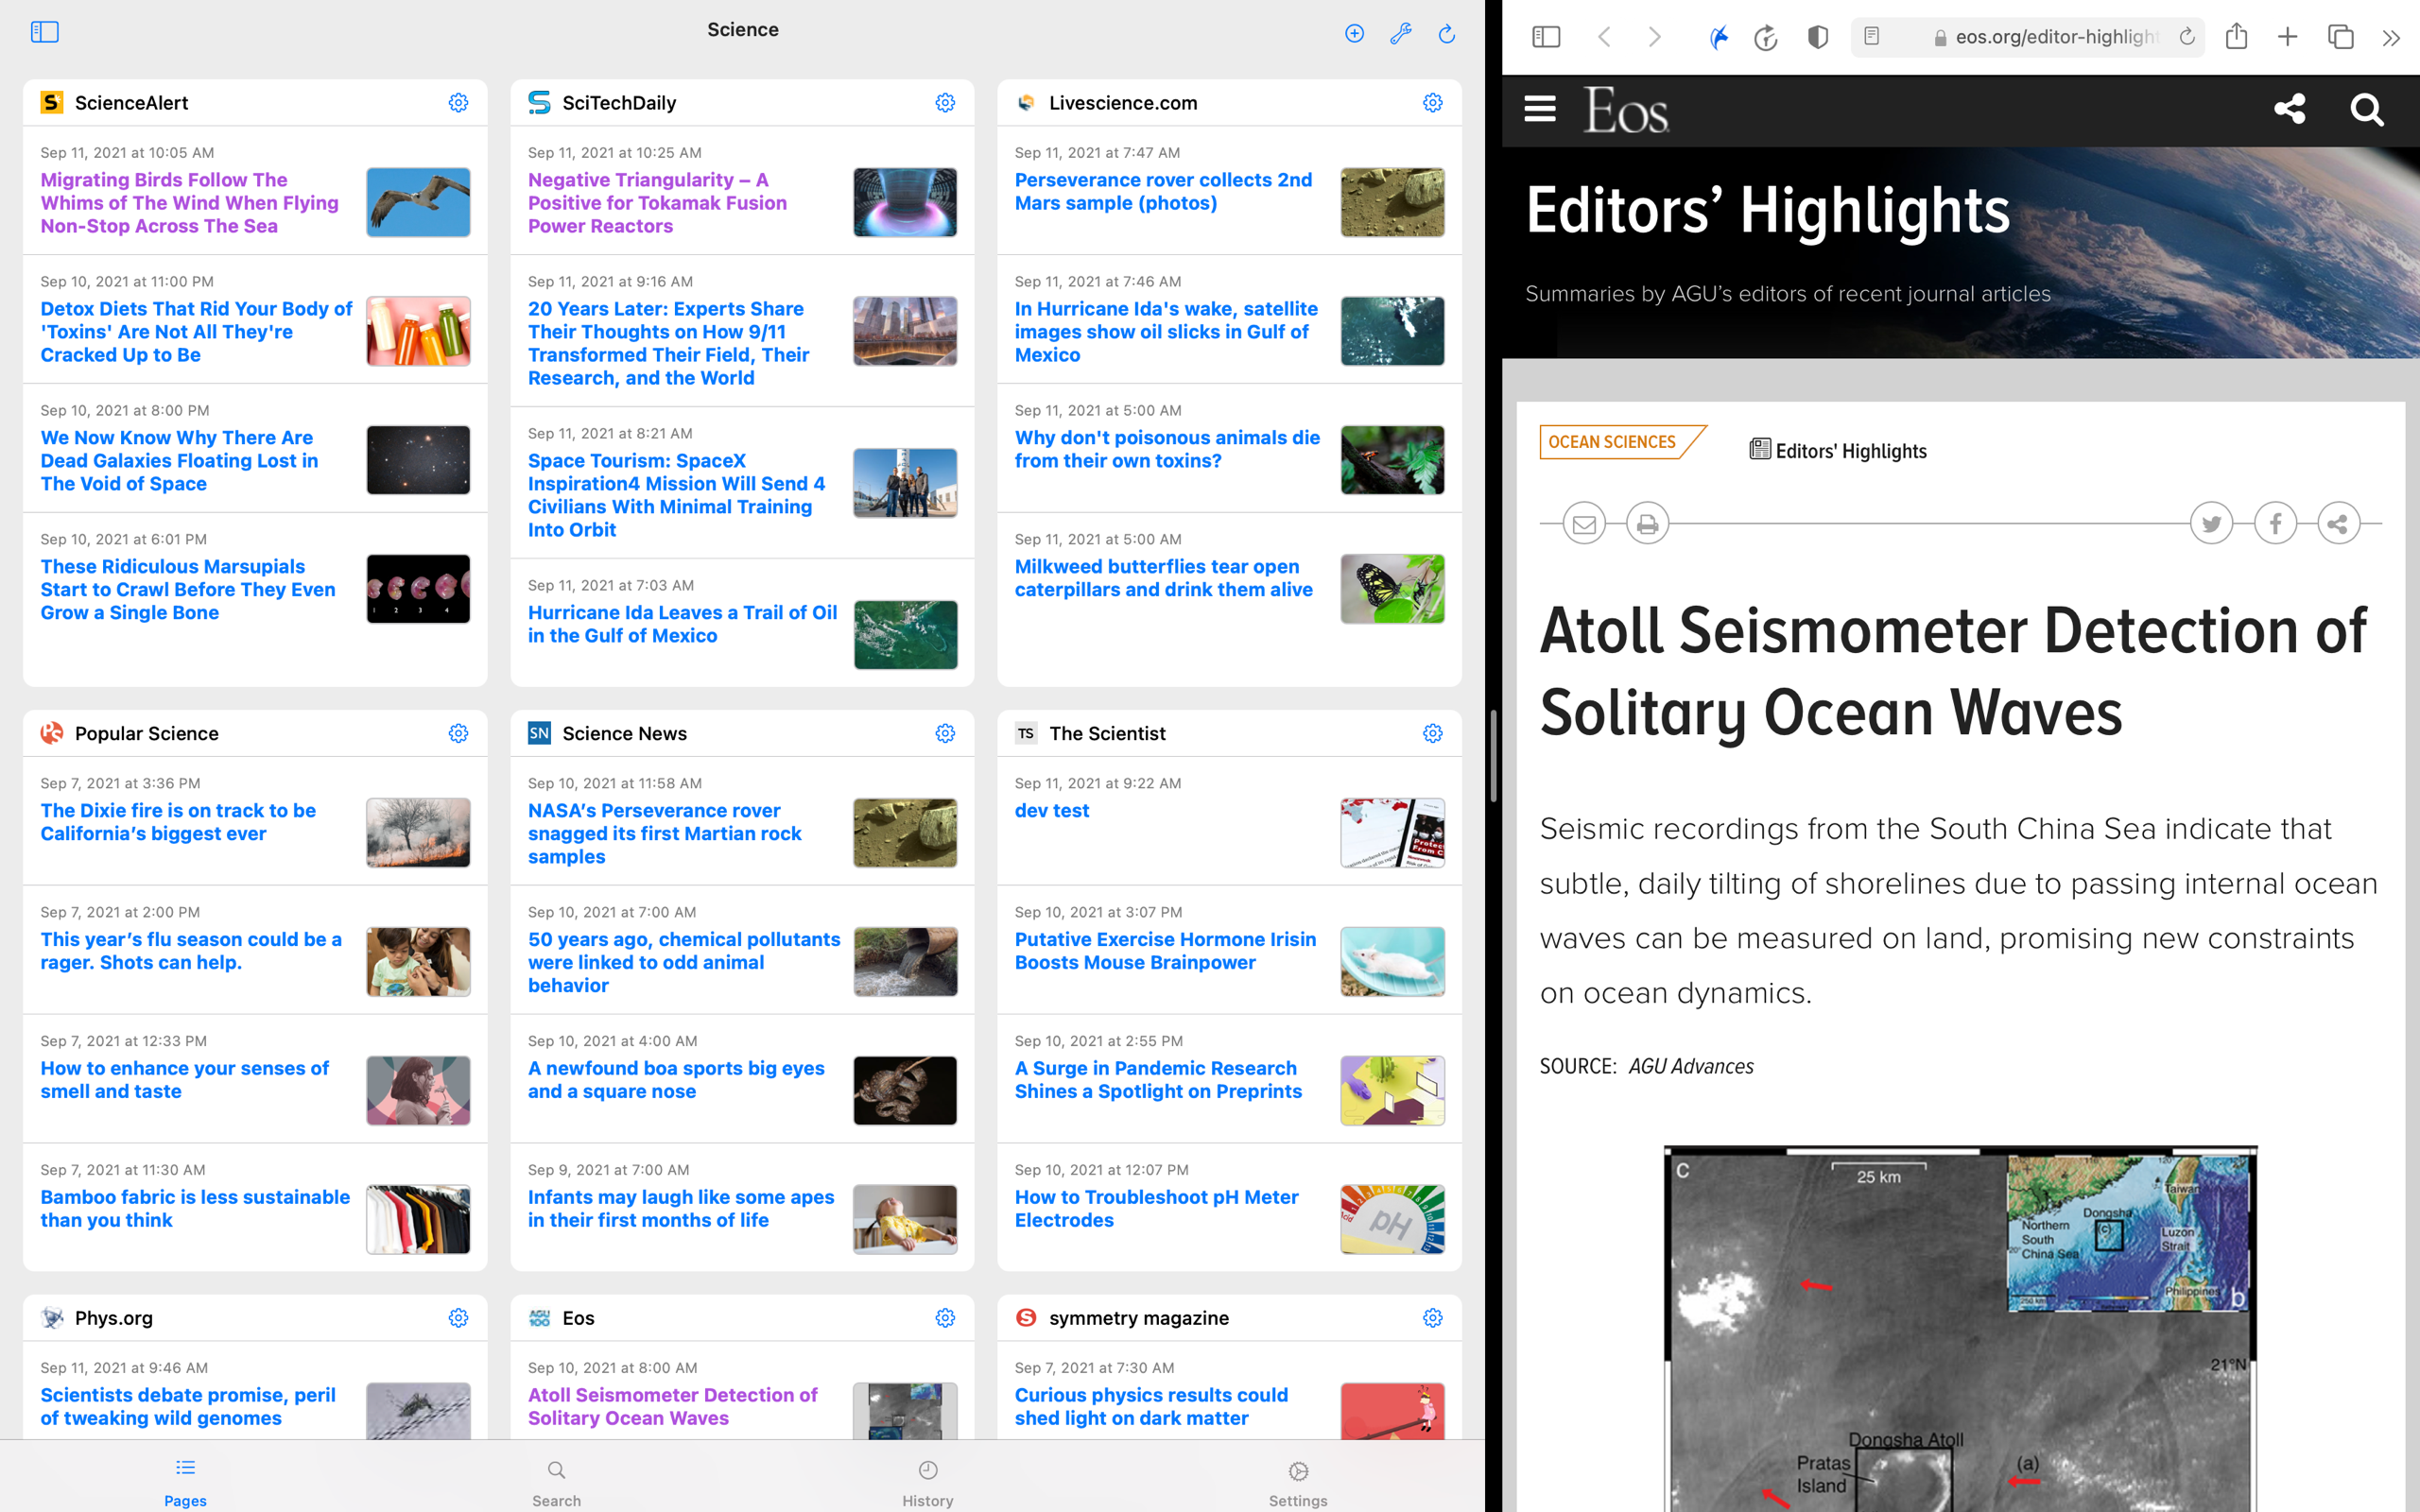 Science
ScienceAlert
Sep 11, 2021 at 10:05 AM
Migrating Birds Follow The
Whims of The Wind When Flying
Non-Stop Across The Sea
Sep 10, 2021 at 11:00 PM
Detox Diets That Rid Your Body of
'Toxins' Are Not All They're
Cracked Up to Be
Sep 10, 2021 at 8:00 PM
We Now Know Why There Are
Dead Galaxies Floating Lost in
The Void of Space
Sep 10, 2021 at 6:01 PM
These Ridiculous Marsupials
Start to Crawl Before They Even
Grow a Single Bone
1 2 3 4
SciTechDaily
Sep 11, 2021 at 10:25 AM
Negative Triangularity – A
Positive for Tokamak Fusion
Power Reactors
Sep 11, 2021 at 9:16 AM
20 Years Later: Experts Share
Their Thoughts on How 9/11
Transformed Their Field, Their
Research, and the World
Sep 11, 2021 at 8:21 AM
Space Tourism: SpaceX
Inspiration4 Mission Will Send 4
Civilians With Minimal Training
Into Orbit
Sep 11, 2021 at 7:03 AM
Hurricane Ida Leaves a Trail of Oil
in the Gulf of Mexico
Livescience.com
Sep 11, 2021 at 7:47 AM
Perseverance rover collects 2nd
Mars sample (photos)
Sep 11, 2021 at 7:46 AM
In Hurricane Ida's wake, satellite
images show oil slicks in Gulf of
Mexico
Sep 11, 2021 at 5:00 AM
Why don't poisonous animals die
from their own toxins?
Sep 11, 2021 at 5:00 AM
Milkweed butterflies tear open
caterpillars and drink them alive
Popular Science
Sep 7, 2021 at 3:36 PM
The Dixie fire is on track to be
California’s biggest ever
Sep 7, 2021 at 2:00 PM
This year’s flu season could be a
rager. Shots can help.
Sep 7, 2021 at 12:33 PM
How to enhance your senses of
smell and taste
Sep 7, 2021 at 11:30 AM
Bamboo fabric is less sustainable
than you think
SN Science News
Sep 10, 2021 at 11:58 AM
NASA’s Perseverance rover
snagged its first Martian rock
samples
Sep 10, 2021 at 7:00 AM
50 years ago, chemical pollutants
were linked to odd animal
behavior
Sep 10, 2021 at 4:00 AM
A newfound boa sports big eyes
and a square nose
Sep 9, 2021 at 7:00 AM
Infants may laugh like some apes
in their first months of life
TS The Scientist
Sep 11, 2021 at 9:22 AM
dev test
Sep 10, 2021 at 3:07 PM
Putative Exercise Hormone Irisin
Boosts Mouse Brainpower
Sep 10, 2021 at 2:55 PM
A Surge in Pandemic Research
Shines a Spotlight on Preprints
Sep 10, 2021 at 12:07 PM
How to Troubleshoot pH Meter
Electrodes
pH
Phys.org
Sep 11, 2021 at 9:46 AM
Scientists debate promise, peril
of tweaking wild genomes
AGU 100 Eos
Sep 10, 2021 at 8:00 AM
Atoll Seismometer Detection of
Solitary Ocean Waves
symmetry magazine
Sep 7, 2021 at 7:30 AM
Curious physics results could
shed light on dark matter
Pages
Search
History
Settings
eos.org/editor-highlight
Eos
Editors’ Highlights
Summaries by AGU’s editors of recent journal articles
OCEAN SCIENCES
Editors' Highlights
Atoll Seismometer Detection of
Solitary Ocean Waves
Seismic recordings from the South China Sea indicate that
subtle, daily tilting of shorelines due to passing internal ocean
waves can be measured on land, promising new constraints
on ocean dynamics.
SOURCE: AGU Advances
c
25 km
Taiwan
Dongsha
(c)
Northern
South
China Sea
Luzon
Strait
Philippines
b
21°N
Dongsha Atoll
Pratas
Island
(a)